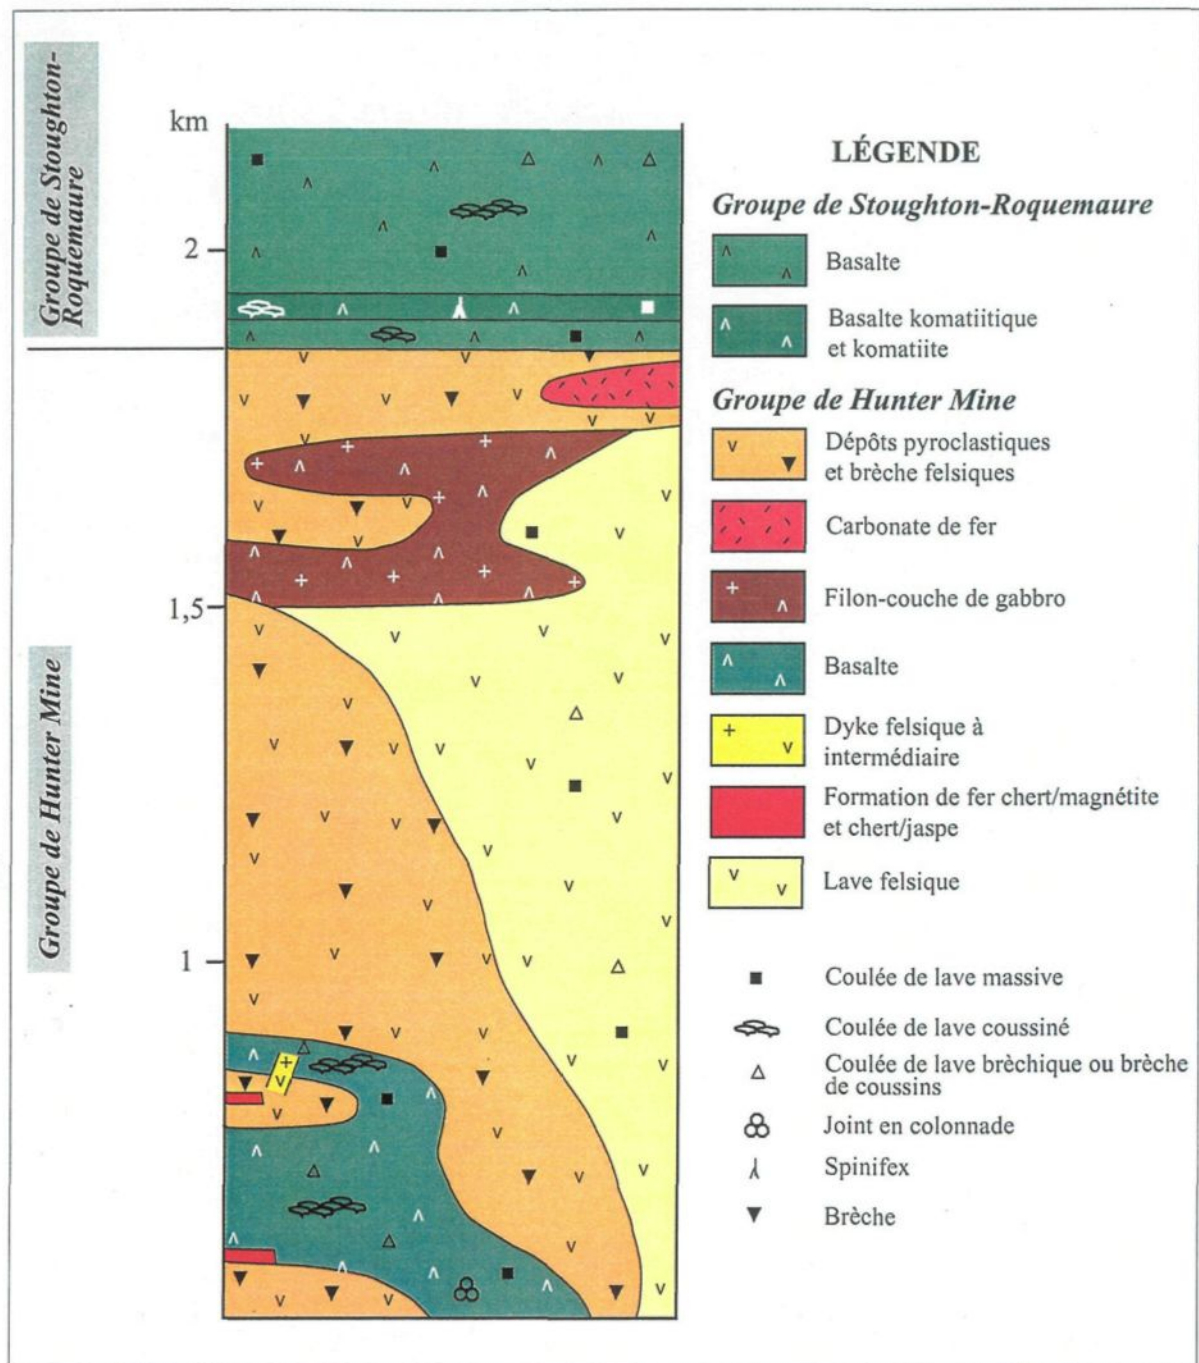 Groupe de Stoughton-
Roquemaure
Groupe de Hunter Mine
km
2
1,5
1
LÉGENDE
Groupe de Stoughton-Roquemaure
Basalte
Basalte komatiitique
et komatiite
Groupe de Hunter Mine
Dépôts pyroclastiques
et brèche felsiques
Carbonate de fer
Filon-couche de gabbro
Basalte
Dyke felsique à
intermédiaire
Formation de fer chert/magnétite
et chert/jaspe
Lave felsique
Coulée de lave massive
Coulée de lave coussiné
Coulée de lave brèchique ou brèche
de coussins
Joint en colonnade
Spinifex
Brèche